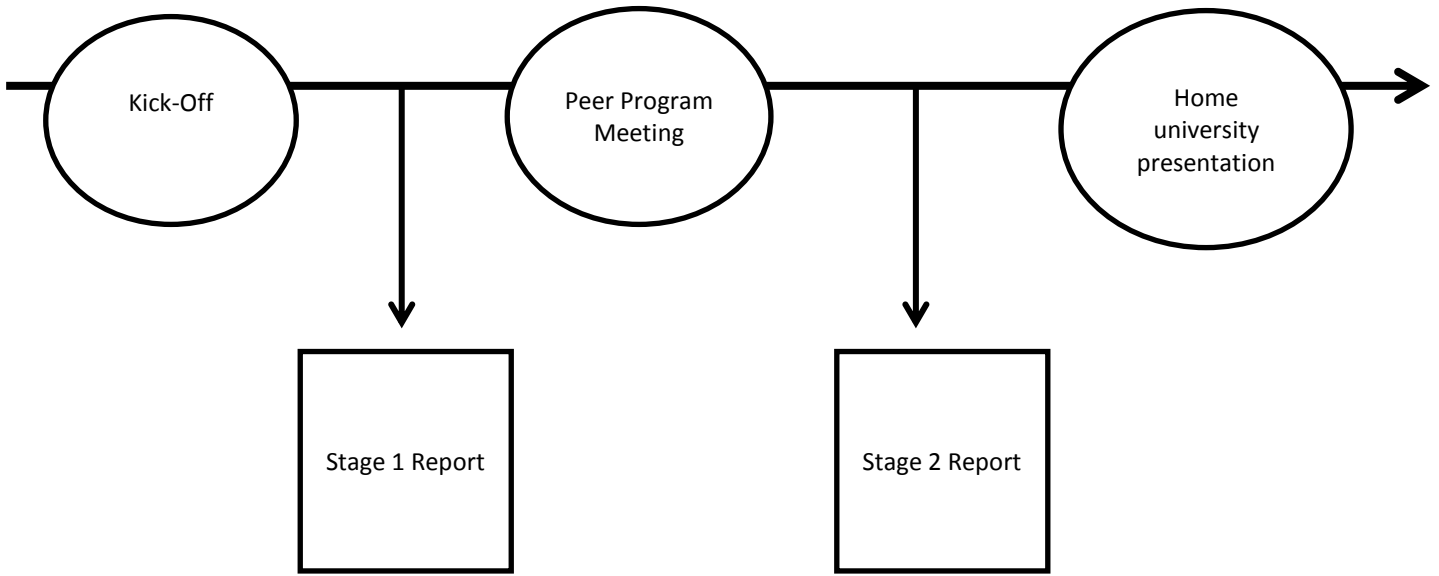 Kick-Off
Peer Program
Meeting
Home
university
presentation
Stage 1 Report
Stage 2 Report